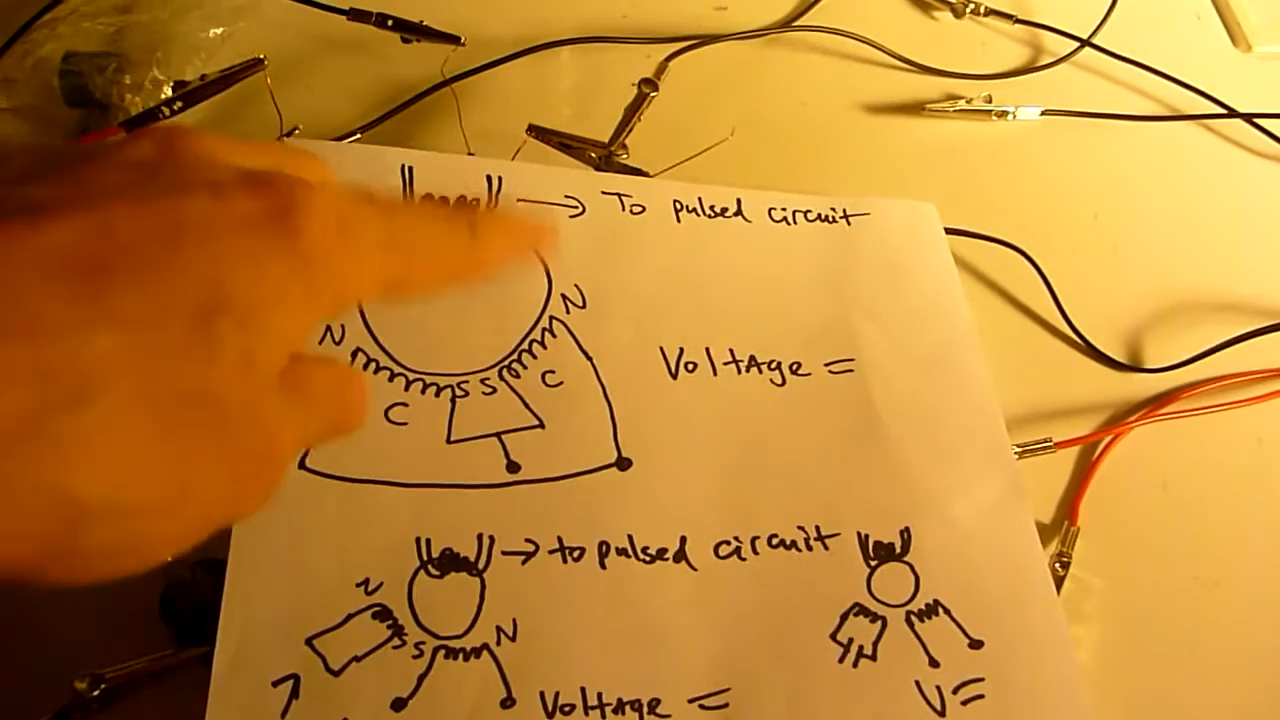 To pulsed circuit
N
N
Voltage =
S S
C
C
to pulsed circuit
N
S S
N
Voltage =
V=